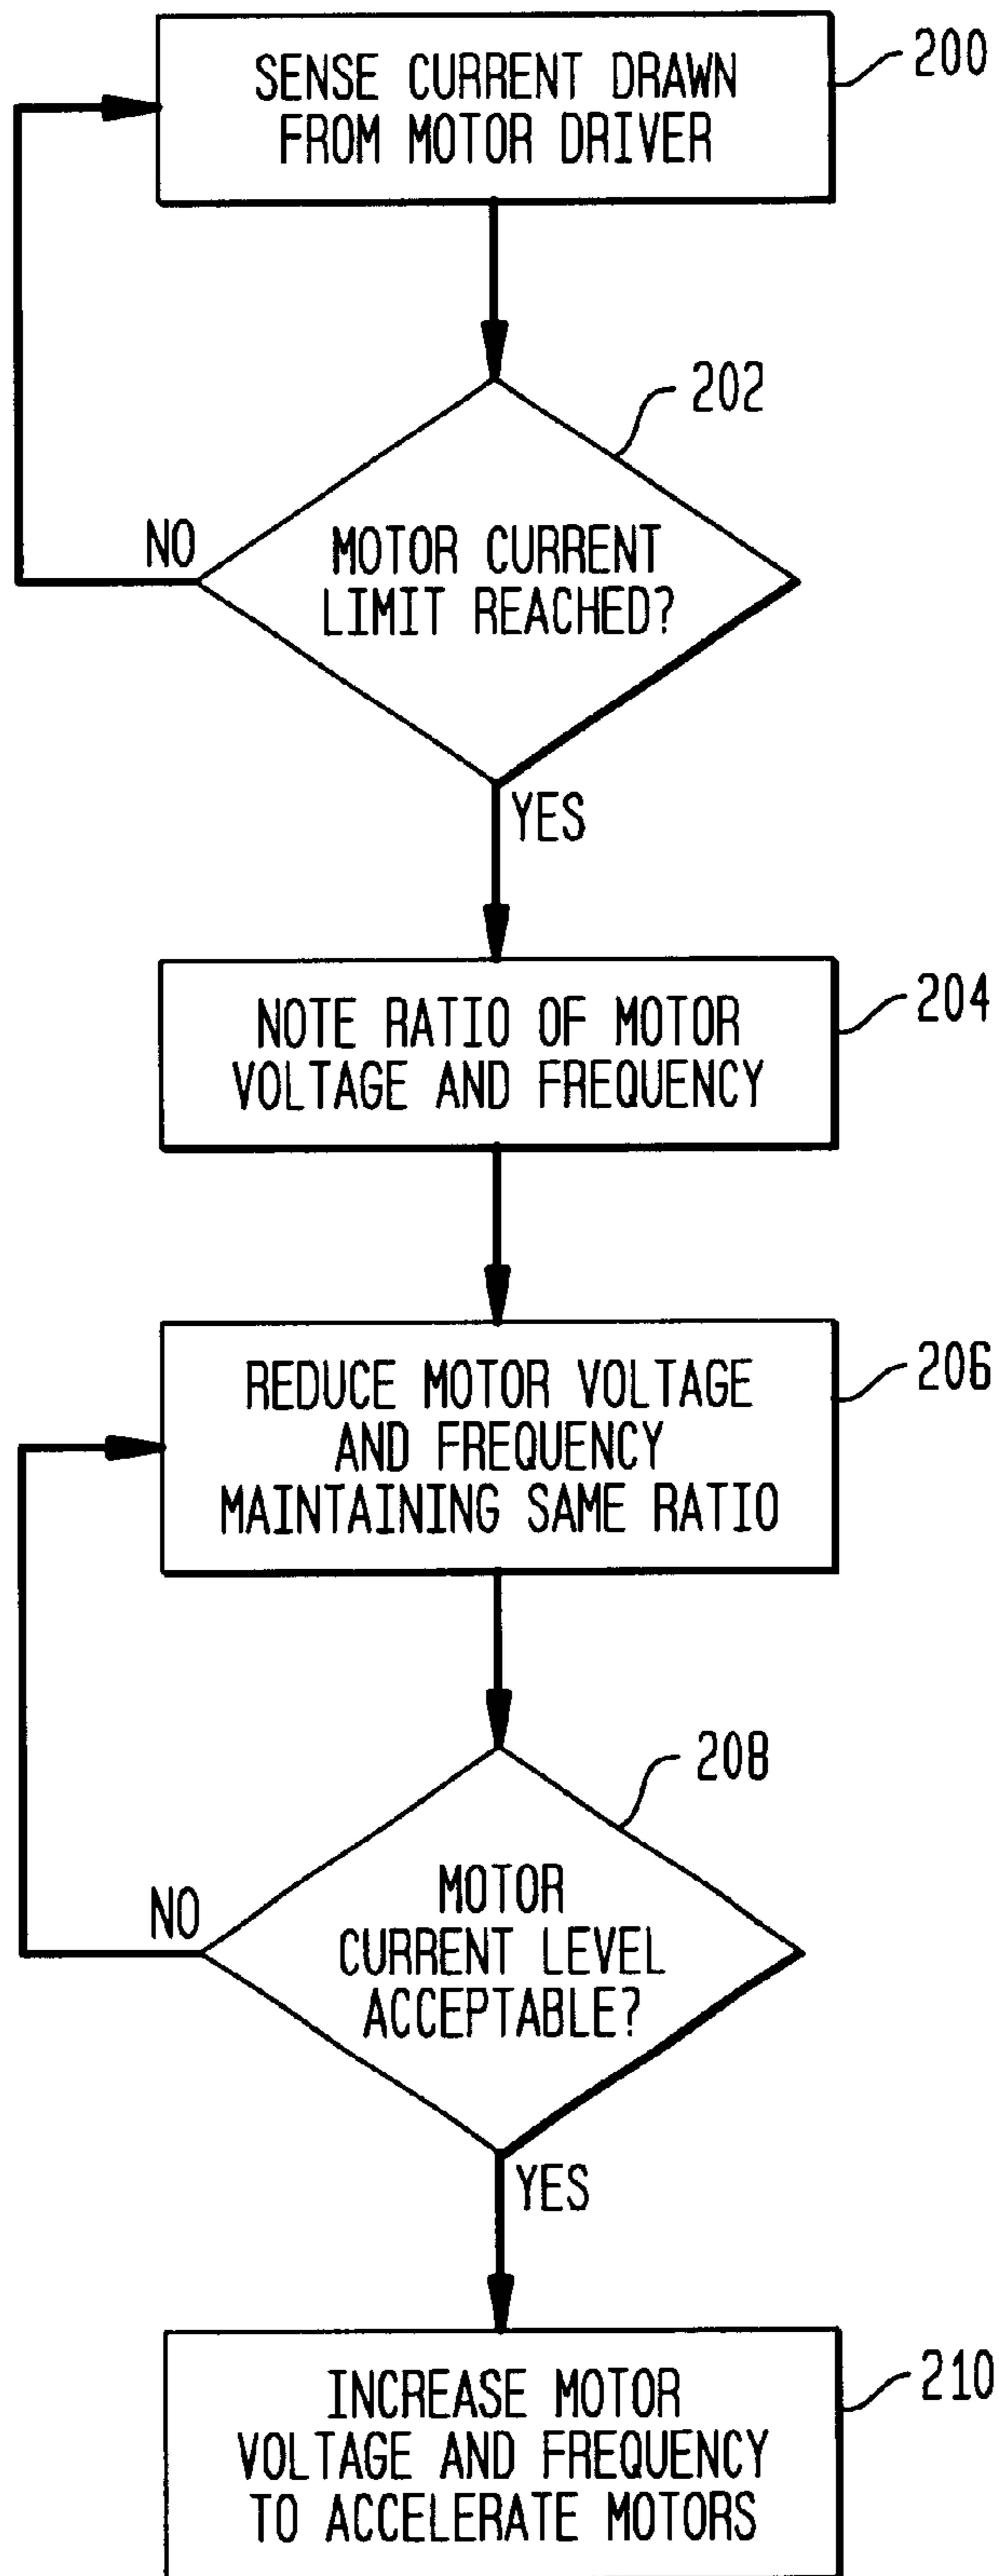 SENSE CURRENT DRAWN
FROM MOTOR DRIVER
200
202
MOTOR CURRENT
LIMIT REACHED?
NO
YES
NOTE RATIO OF MOTOR
VOLTAGE AND FREQUENCY
204
REDUCE MOTOR VOLTAGE
AND FREQUENCY
MAINTAINING SAME RATIO
206
208
MOTOR
CURRENT LEVEL
ACCEPTABLE?
NO
YES
INCREASE MOTOR
VOLTAGE AND FREQUENCY
TO ACCELERATE MOTORS
210